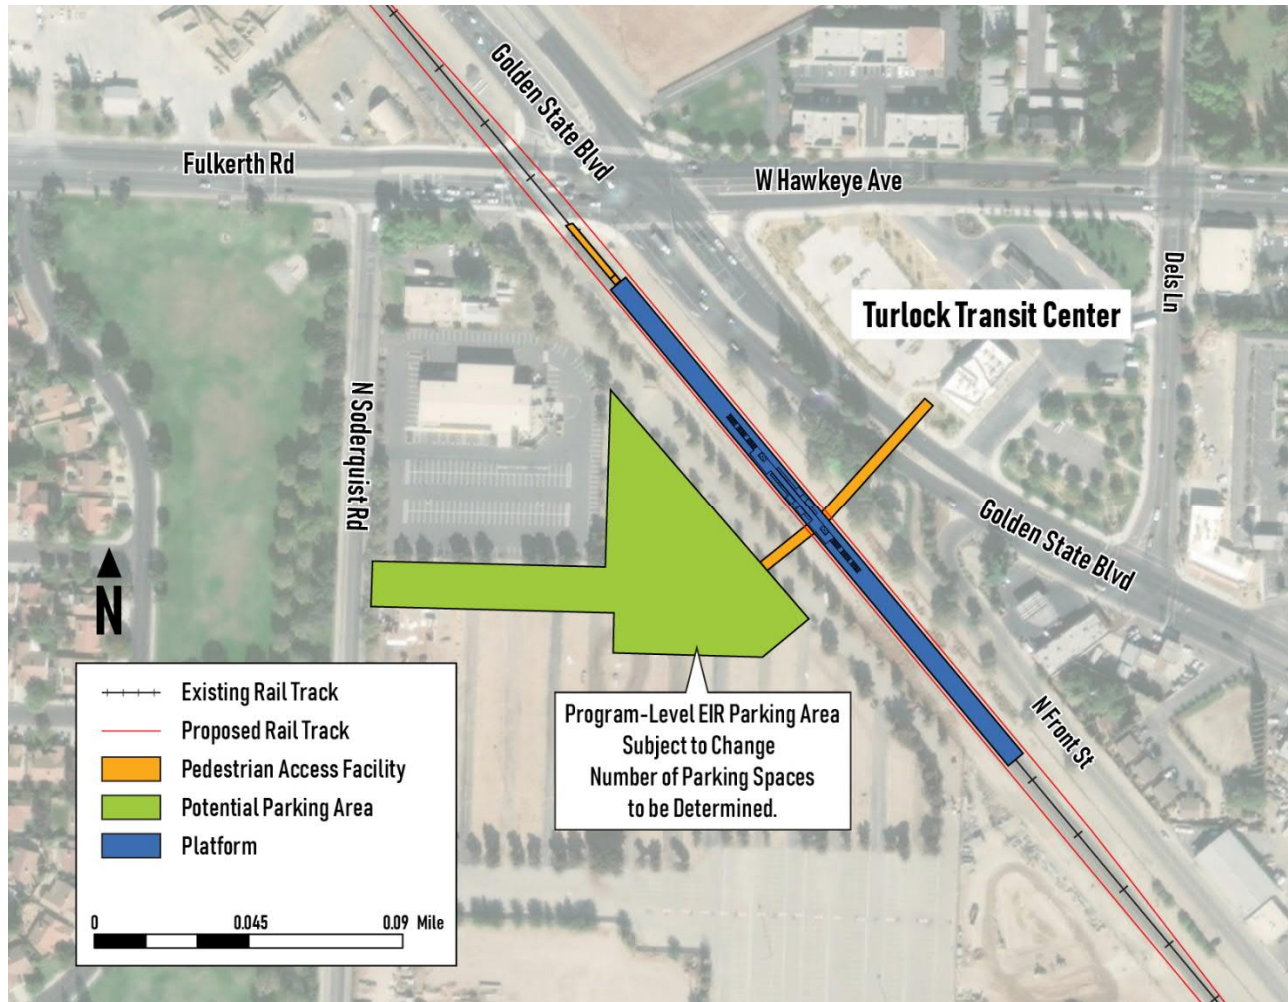 Golden State Blvd
Fulkerth Rd
W Hawkeye Ave
Dels Ln
Turlock Transit Center
N Soderquist Rd
Golden State Blvd
N
N Front St
Program-Level EIR Parking Area
Subject to Change
Number of Parking Spaces
to be Determined.
Existing Rail Track
Proposed Rail Track
Pedestrian Access Facility
Potential Parking Area
Platform
0 0.045 0.09 Mile